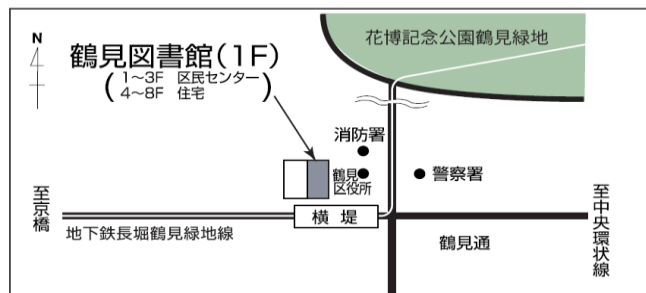 N
花博記念公園鶴見緑地
鶴見図書館(1F)
(1～3F 区民センター
4～8F 住宅)
消防署
鶴見
区役所
警察署
至京橋
横堤
至中央環状線
地下鉄長堀鶴見緑地線
鶴見通